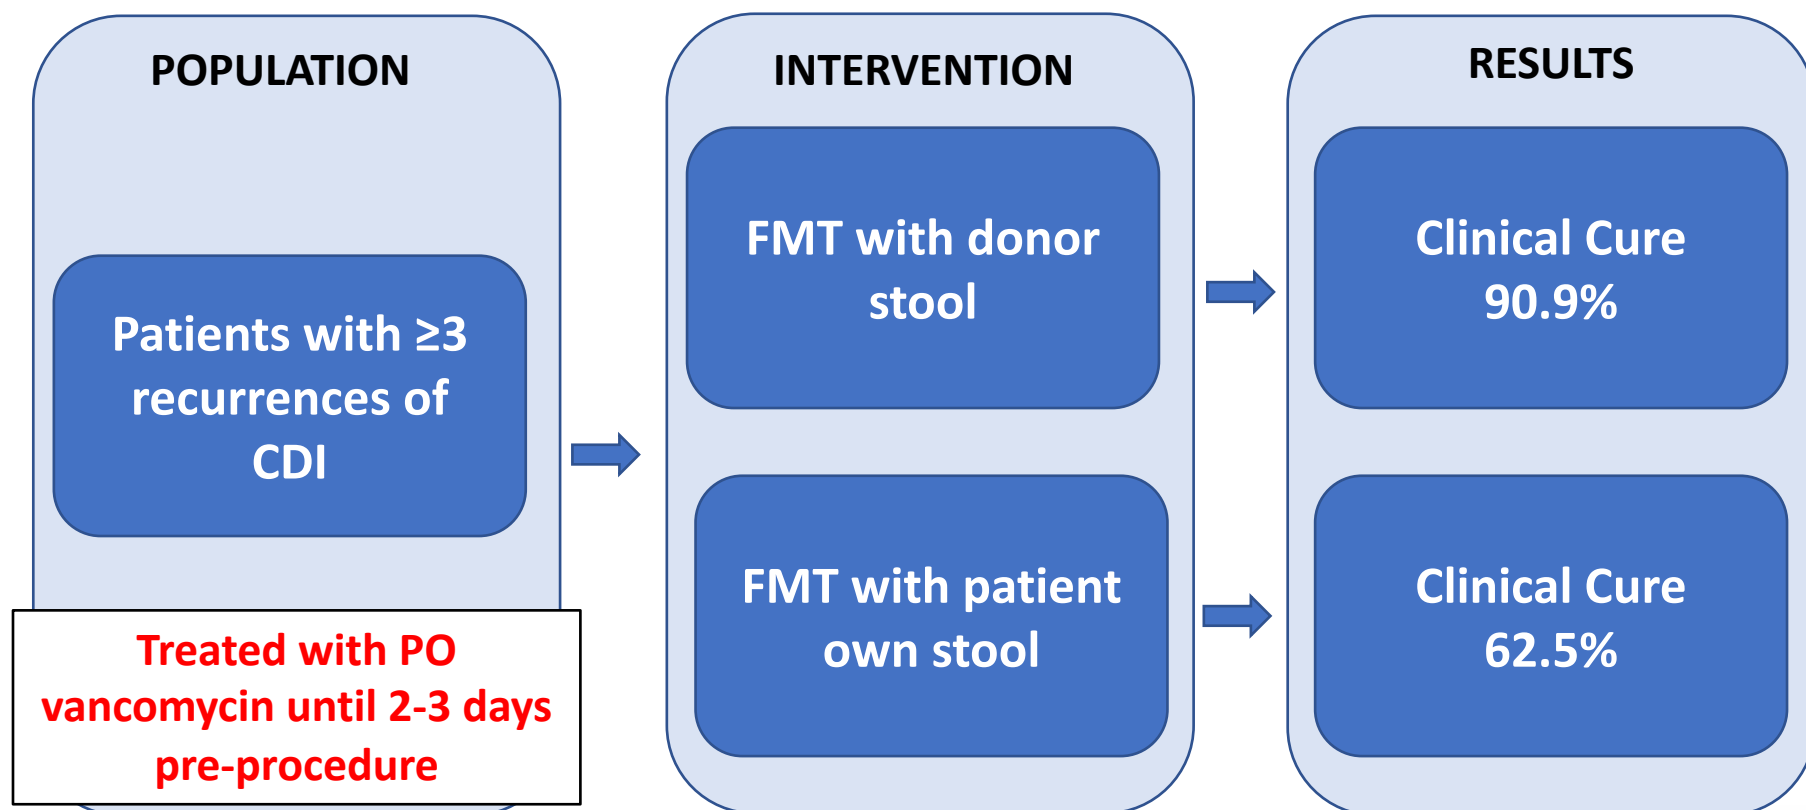 POPULATION
Patients with ≥3
recurrences of
CDI
Treated with PO
vancomycin until 2-3 days
pre-procedure
INTERVENTION
FMT with donor
stool
FMT with patient
own stool
RESULTS
Clinical Cure
90.9%
Clinical Cure
62.5%